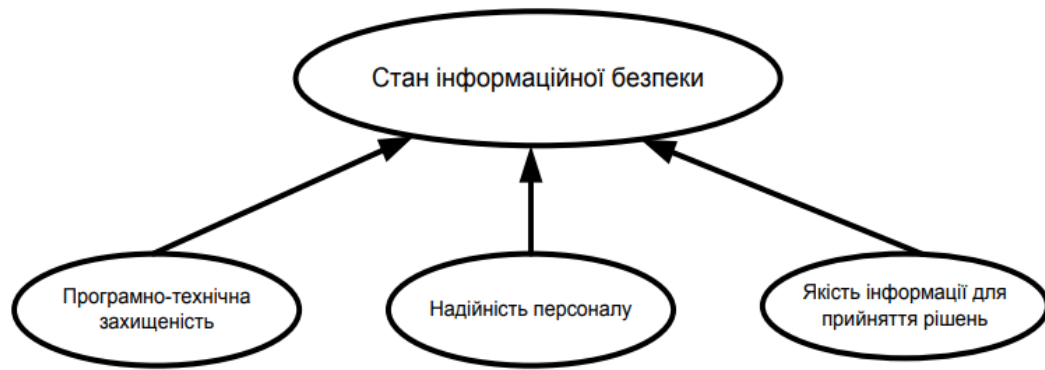 Стан інформаційної безпеки
Програмно-технічна
захищеність
Надійність персоналу
Якість інформації для
прийняття рішень